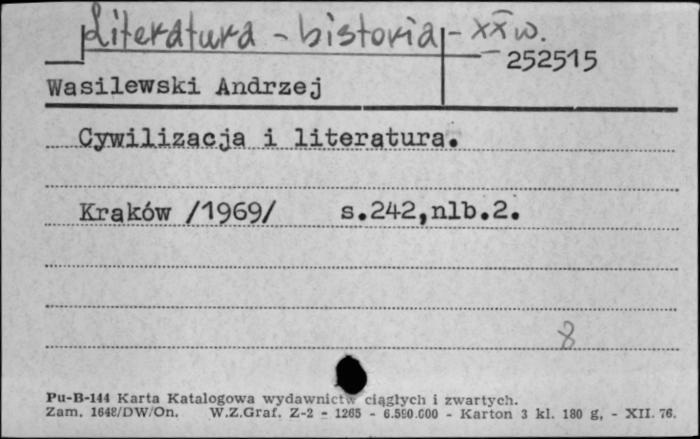 Literatura - historia - XX w.
252515
Wasilewski Andrzej
Cywilizacja i literatura.
Kraków /1969/ s.242,nlb.2.
8
Pu-B-144 Karta Katalogowa wydawnictw ciągłych i zwartych.
Zam. 1648/DW/On. W.Z.Graf. Z-2 - 1265 - 6.590.000 - Karton 3 kl. 180 g, - XII. 76.